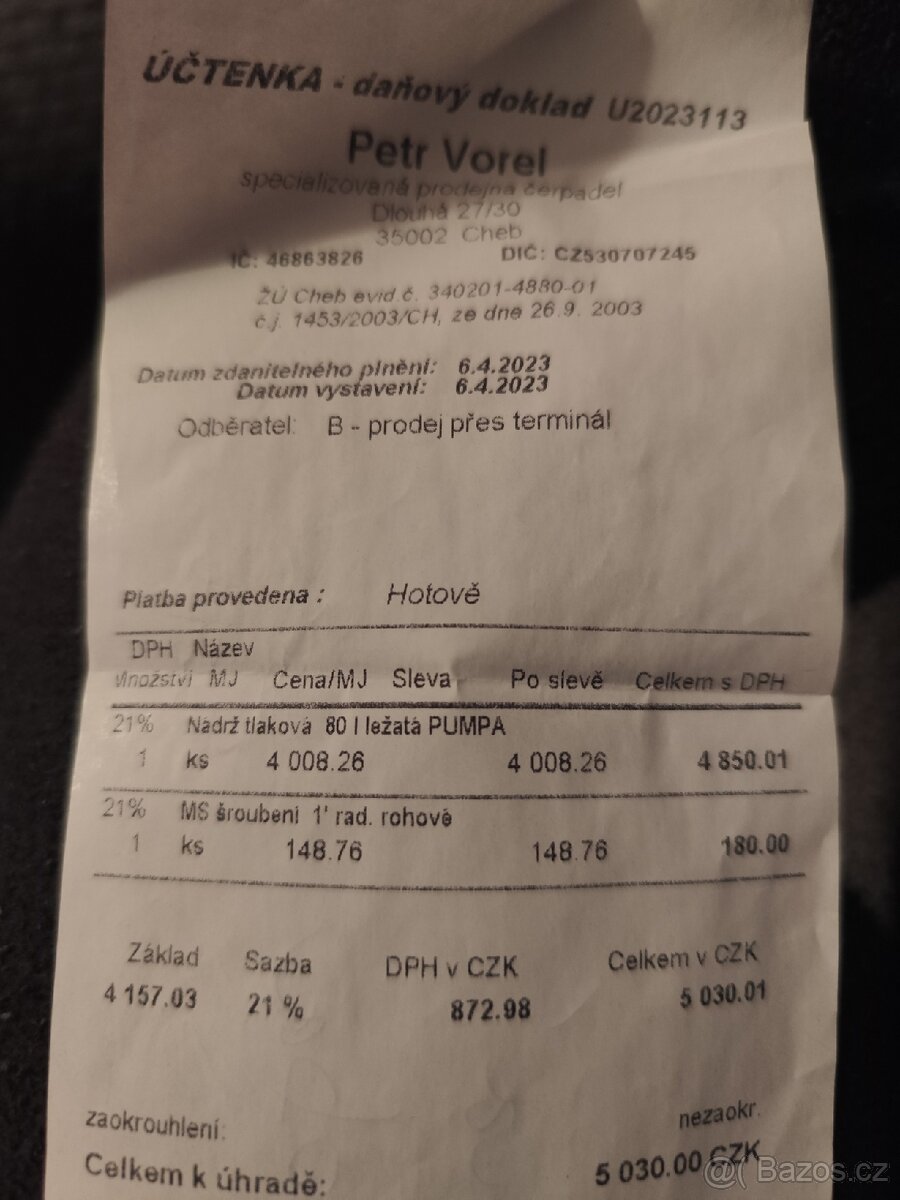 ÚČTENKA - daňový doklad U2023113
Petr Vorel
specializovaná prodejna čerpadel
Dlouhá 27/30
35002 Cheb
IČ: 46863826 DIČ: CZ530707245
ŽÚ Cheb evid.č. 340201-4880-01
č.j. 1453/2003/CH, ze dne 26.9. 2003
Datum zdanitelného plnění: 6.4.2023
Datum vystavení: 6.4.2023
Odběratel: B - prodej přes terminál
Platba provedena : Hotově
DPH Název
Množství MJ Cena/MJ Sleva Po slevě Celkem s DPH
21% Nádrž tlaková 80 l ležatá PUMPA
1 ks 4 008.26 4 008.26 4 850.01
21% MS šroubení 1' rad. rohové
1 ks 148.76 148.76 180.00
Základ Sazba DPH v CZK Celkem v CZK
4 157.03 21 % 872.98 5 030.01
zaokrouhlení: nezaokr.
Celkem k úhradě: 5 030.00 CZK
@( Bazos.cz